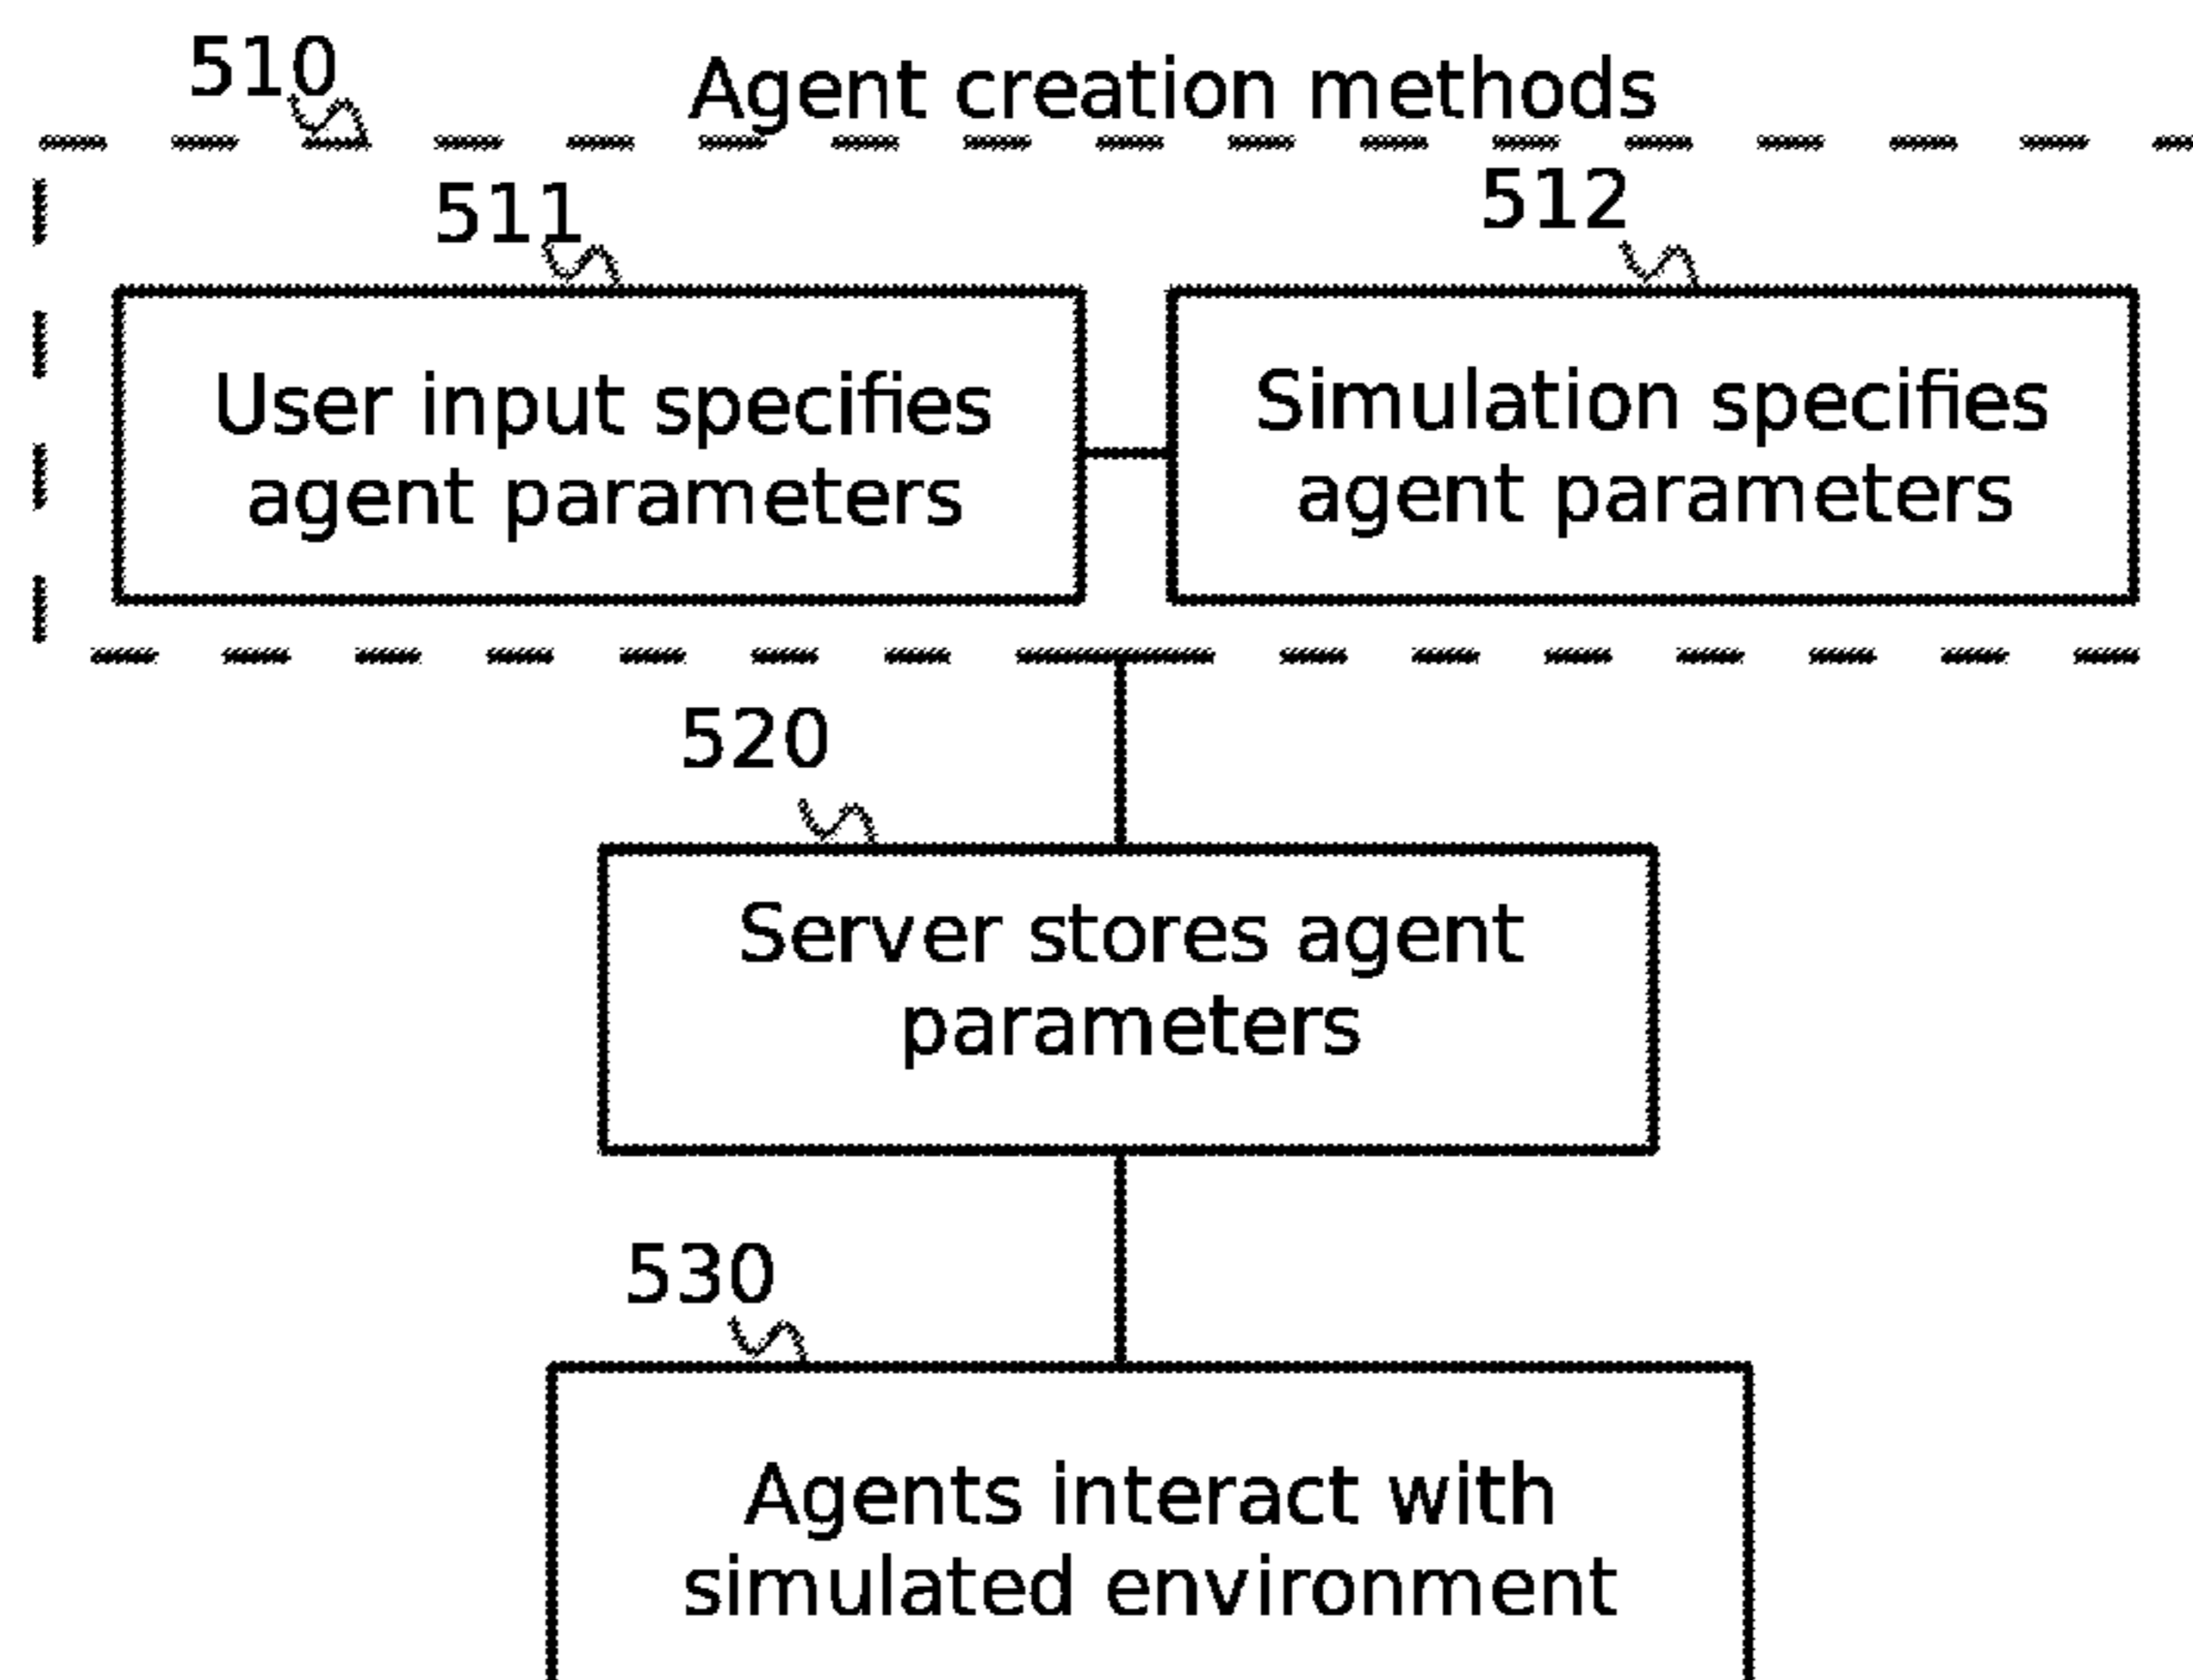 510
Agent creation methods
511
512
User input specifies
agent parameters
Simulation specifies
agent parameters
520
Server stores agent
parameters
530
Agents interact with
simulated environment